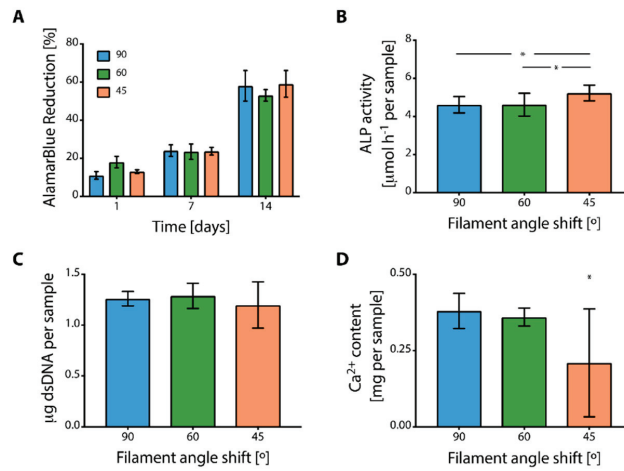 A
AlamarBlue Reduction [%]
80
60
40
20
0
90
60
45
1
7
14
Time [days]
B
ALP activity
[µmol h⁻¹ per sample]
8
6
4
2
0
*
*
90
60
45
Filament angle shift [º]
C
µg dsDNA per sample
1.5
1.0
0.5
0.0
90
60
45
Filament angle shift [º]
D
Ca²⁺ content
[mg per sample]
0.50
0.25
0.00
*
90
60
45
Filament angle shift [º]